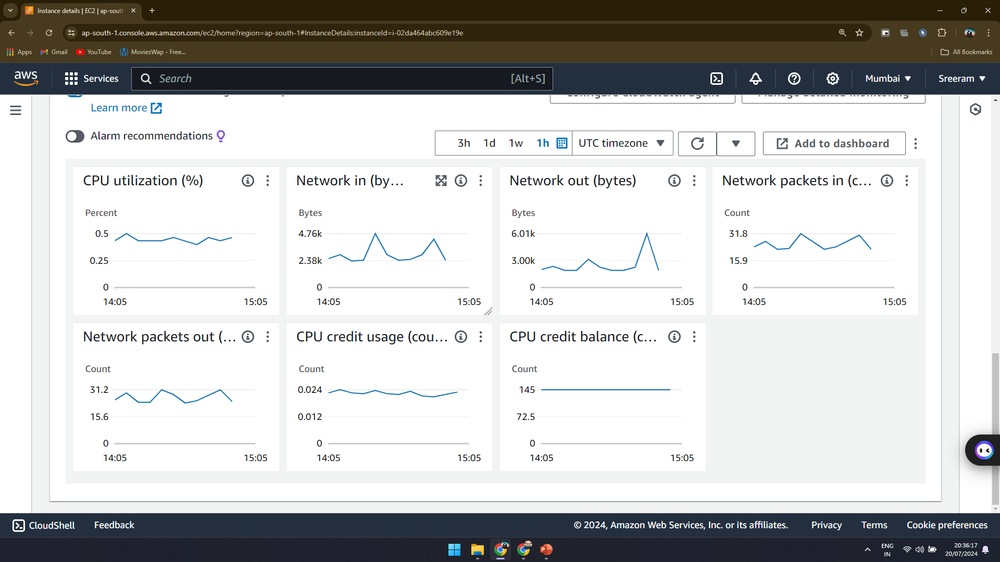 Instance details | EC2 | ap-south
ap-south-1.console.aws.amazon.com/ec2/home?region=ap-south-1#InstanceDetails:instanceId=i-02da464abc609e19e
Apps
Gmail
YouTube
MoviezWap - Free...
All Bookmarks
aws
Services
Search
[Alt+S]
Mumbai
Sreeram
Configure CloudWatch agent
Manage detailed monitoring
Learn more
Alarm recommendations
3h 1d 1w 1h
UTC timezone
Add to dashboard
CPU utilization (%)
Percent
0.5
0.25
0
14:05 15:05
Network in (by...
Bytes
4.76k
2.38k
0
14:05 15:05
Network out (bytes)
Bytes
6.01k
3.00k
0
14:05 15:05
Network packets in (c...
Count
31.8
15.9
0
14:05 15:05
Network packets out (...
Count
31.2
15.6
0
14:05 15:05
CPU credit usage (cou...
Count
0.024
0.012
0
14:05 15:05
CPU credit balance (c...
Count
145
72.5
0
14:05 15:05
CloudShell
Feedback
© 2024, Amazon Web Services, Inc. or its affiliates.
Privacy
Terms
Cookie preferences
ENG
IN
20:36:17
20/07/2024